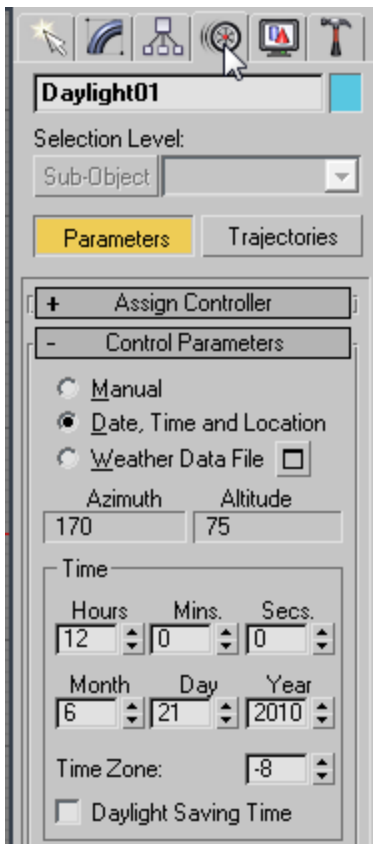 Daylight01
Selection Level:
Sub-Object
Parameters Trajectories
+ Assign Controller
- Control Parameters
Manual
Date, Time and Location
Weather Data File
Azimuth Altitude
170 75
Time
Hours Mins. Secs.
12 0 0
Month Day Year
6 21 2010
Time Zone: -8
Daylight Saving Time